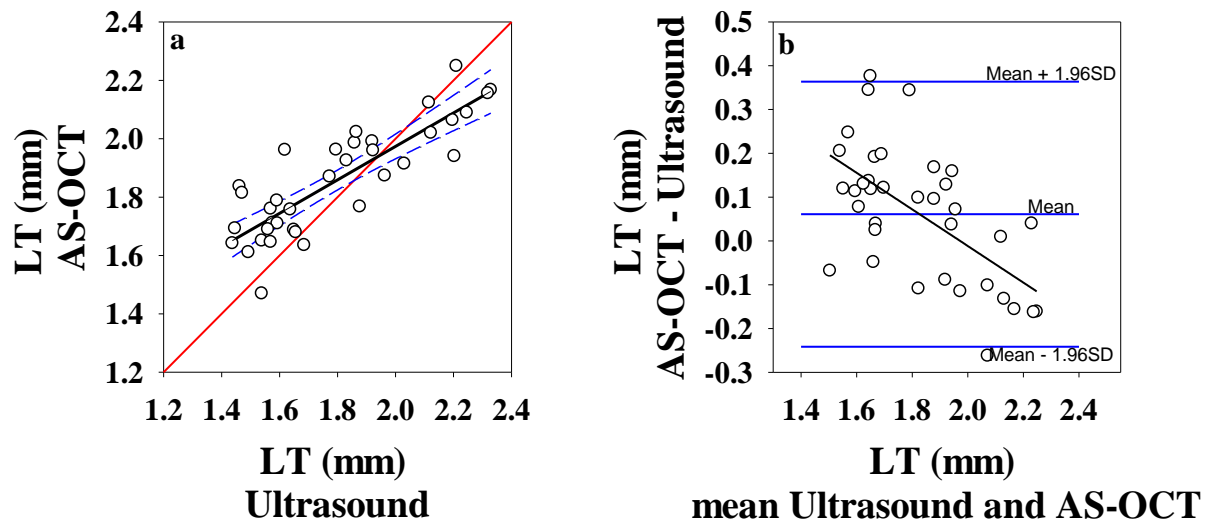 a
LT (mm)
AS-OCT
2.4
2.2
2.0
1.8
1.6
1.4
1.2
1.2 1.4 1.6 1.8 2.0 2.2 2.4
LT (mm)
Ultrasound
b
LT (mm)
AS-OCT - Ultrasound
0.5
0.4
0.3
0.2
0.1
0.0
-0.1
-0.2
-0.3
Mean + 1.96SD
Mean
Mean - 1.96SD
1.4 1.6 1.8 2.0 2.2 2.4
LT (mm)
mean Ultrasound and AS-OCT